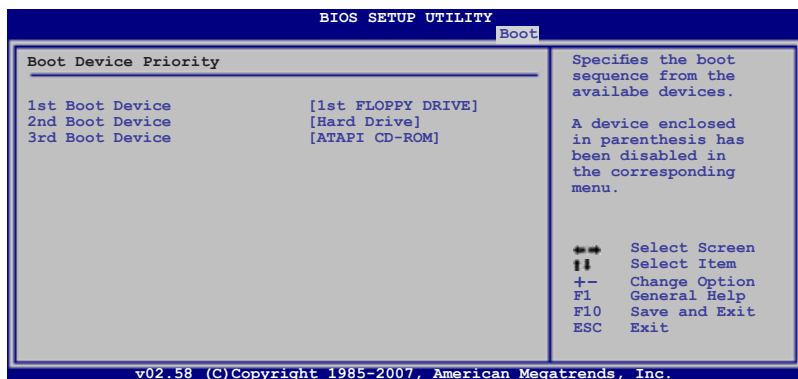 BIOS SETUP UTILITY
Boot
Boot Device Priority
1st Boot Device [1st FLOPPY DRIVE]
2nd Boot Device [Hard Drive]
3rd Boot Device [ATAPI CD-ROM]
Specifies the boot
sequence from the
availabe devices.
A device enclosed
in parenthesis has
been disabled in
the corresponding
menu.
←→ Select Screen
↑↓ Select Item
+- Change Option
F1 General Help
F10 Save and Exit
ESC Exit
v02.58 (C)Copyright 1985-2007, American Megatrends, Inc.